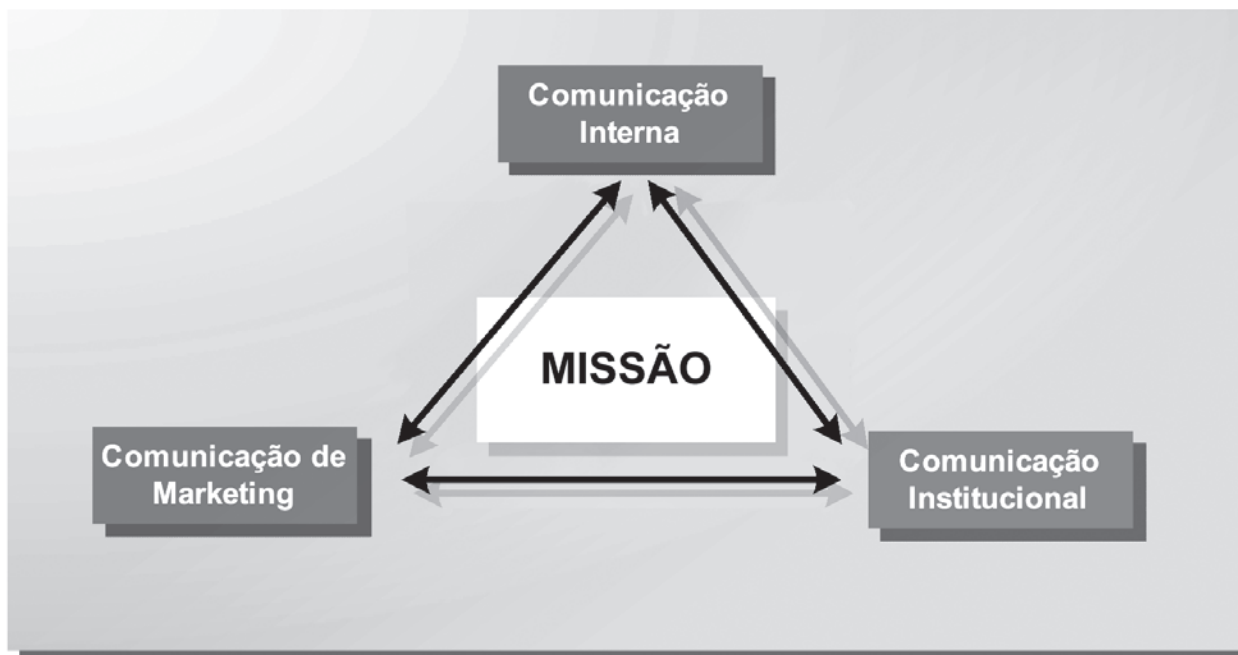 Comunicação
Interna
MISSÃO
Comunicação de
Marketing
Comunicação
Institucional